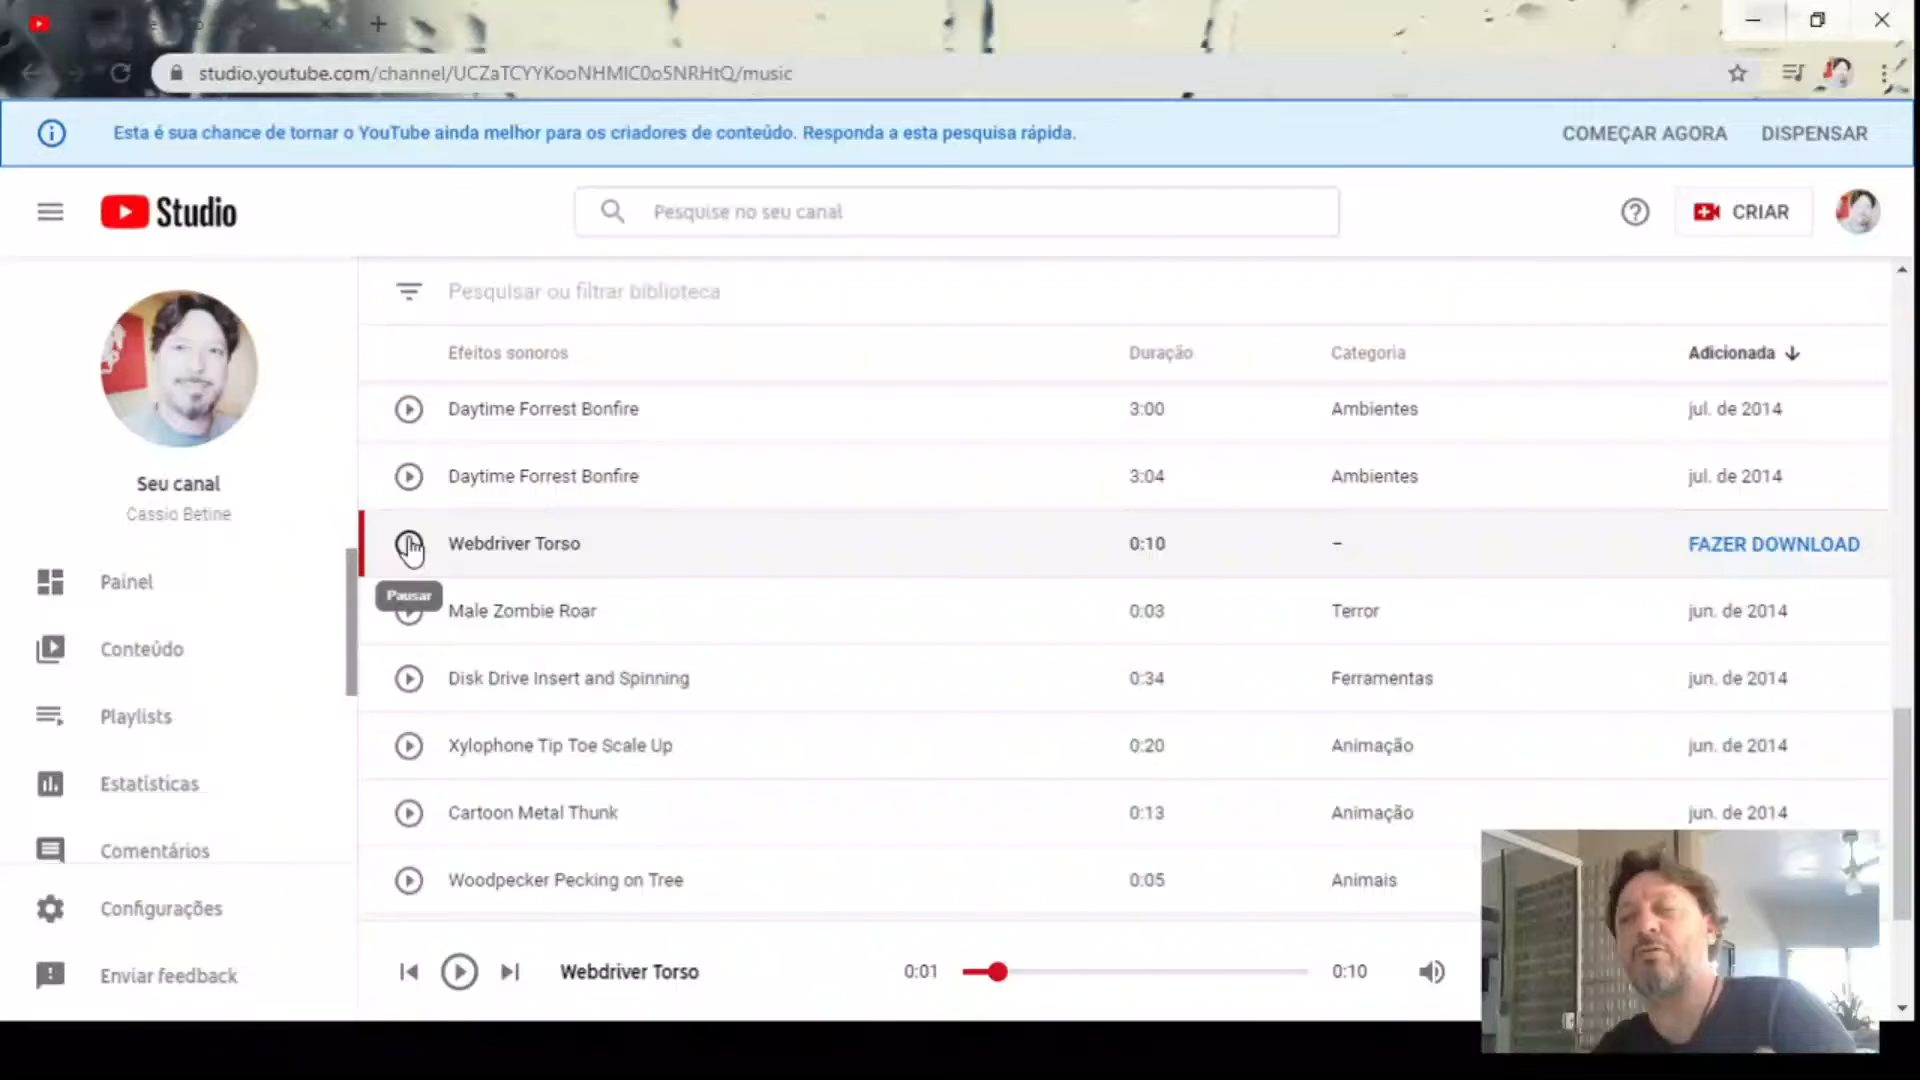 studio.youtube.com/channel/UCZaTCYYKooNHMIC0o5NRHtQ/music
Esta é sua chance de tornar o YouTube ainda melhor para os criadores de conteúdo. Responda a esta pesquisa rápida.
COMEÇAR AGORA
DISPENSAR
Studio
Pesquise no seu canal
CRIAR
Seu canal
Cassio Betine
Painel
Conteúdo
Playlists
Estatísticas
Comentários
Configurações
Enviar feedback
Pesquisar ou filtrar biblioteca
Efeitos sonoros Duração Categoria Adicionada
Daytime Forrest Bonfire 3:00 Ambientes jul. de 2014
Daytime Forrest Bonfire 3:04 Ambientes jul. de 2014
Webdriver Torso 0:10 – FAZER DOWNLOAD
Pausar
Male Zombie Roar 0:03 Terror jun. de 2014
Disk Drive Insert and Spinning 0:34 Ferramentas jun. de 2014
Xylophone Tip Toe Scale Up 0:20 Animação jun. de 2014
Cartoon Metal Thunk 0:13 Animação jun. de 2014
Woodpecker Pecking on Tree 0:05 Animais
Webdriver Torso 0:01 0:10